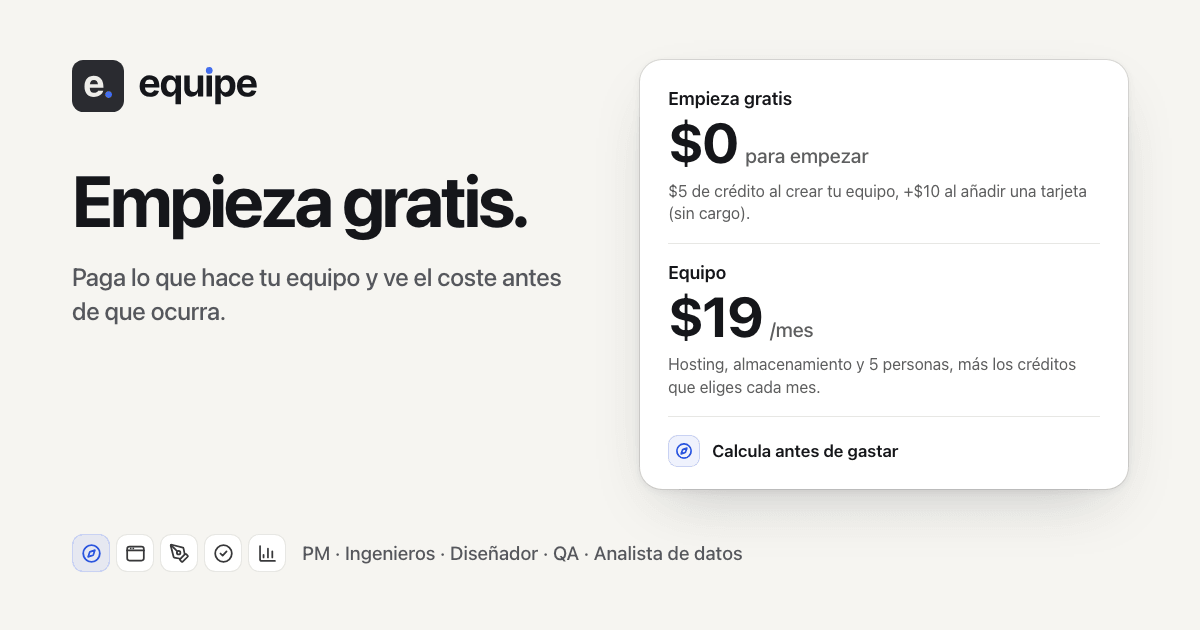 e.
equipe
Empieza gratis.
Paga lo que hace tu equipo y ve el coste antes
de que ocurra.
Empieza gratis
$0 para empezar
$5 de crédito al crear tu equipo, +$10 al añadir una tarjeta
(sin cargo).
Equipo
$19 /mes
Hosting, almacenamiento y 5 personas, más los créditos
que eliges cada mes.
Calcula antes de gastar
PM · Ingenieros · Diseñador · QA · Analista de datos